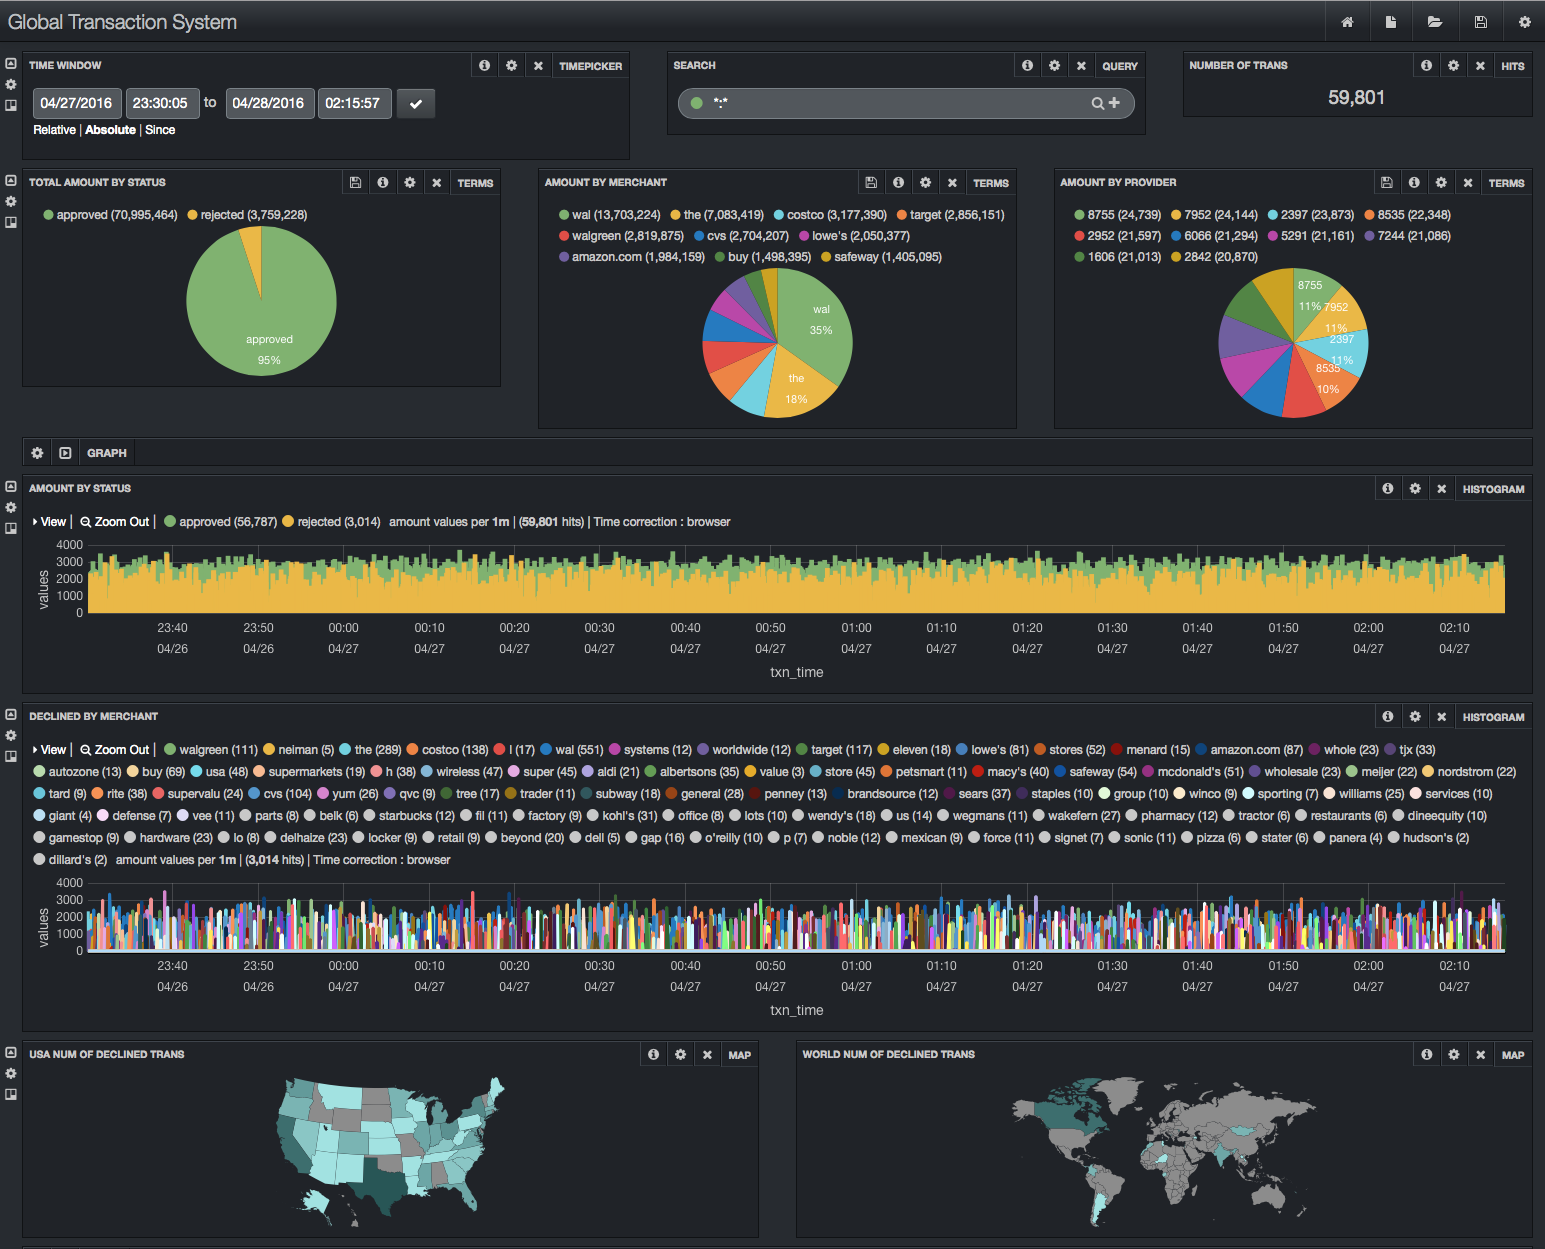 Global Transaction System
TIME WINDOW
TIMEPICKER
04/27/2016 23:30:05 to 04/28/2016 02:15:57
Relative | Absolute | Since
SEARCH
QUERY
*:*
NUMBER OF TRANS
HITS
59,801
TOTAL AMOUNT BY STATUS
TERMS
approved (70,995,464) rejected (3,759,228)
approved
95%
AMOUNT BY MERCHANT
TERMS
wal (13,703,224) the (7,083,419) costco (3,177,390) target (2,856,151)
walgreen (2,819,875) cvs (2,704,207) lowe's (2,050,377)
amazon.com (1,984,159) buy (1,498,395) safeway (1,405,095)
wal
35%
the
18%
AMOUNT BY PROVIDER
TERMS
8755 (24,739) 7952 (24,144) 2397 (23,873) 8535 (22,348)
2952 (21,597) 6066 (21,294) 5291 (21,161) 7244 (21,086)
1606 (21,013) 2842 (20,870)
8755
11%
7952
11%
2397
11%
8535
10%
GRAPH
AMOUNT BY STATUS
HISTOGRAM
View | Zoom Out | approved (56,787) rejected (3,014) amount values per 1m | (59,801 hits) | Time correction : browser
values
4000
3000
2000
1000
0
23:40 23:50 00:00 00:10 00:20 00:30 00:40 00:50 01:00 01:10 01:20 01:30 01:40 01:50 02:00 02:10
04/26 04/26 04/27 04/27 04/27 04/27 04/27 04/27 04/27 04/27 04/27 04/27 04/27 04/27 04/27 04/27
txn_time
DECLINED BY MERCHANT
HISTOGRAM
View | Zoom Out | walgreen (111) neiman (5) the (289) costco (138) l (17) wal (551) systems (12) worldwide (12) target (117) eleven (18) lowe's (81) stores (52) menard (15) amazon.com (87) whole (23) tjx (33)
autozone (13) buy (69) usa (48) supermarkets (19) h (38) wireless (47) super (45) aldi (21) albertsons (35) value (3) store (45) petsmart (11) macy's (40) safeway (54) mcdonald's (51) wholesale (23) meijer (22) nordstrom (22)
tard (9) rite (38) supervalu (24) cvs (104) yum (26) qvc (9) tree (17) trader (11) subway (18) general (28) penney (13) brandsource (12) sears (37) staples (10) group (10) winco (9) sporting (7) williams (25) services (10)
giant (4) defense (7) vee (11) parts (8) belk (6) starbucks (12) fll (11) factory (9) kohl's (31) office (8) lots (10) wendy's (18) us (14) wegmans (11) wakefern (27) pharmacy (12) tractor (6) restaurants (6) dineequity (10)
gamestop (9) hardware (23) lo (8) delhaize (23) locker (9) retail (9) beyond (20) dell (5) gap (16) o'reilly (10) p (7) noble (12) mexican (9) force (11) signet (7) sonic (11) pizza (6) stater (6) panera (4) hudson's (2)
dillard's (2) amount values per 1m | (3,014 hits) | Time correction : browser
values
4000
3000
2000
1000
0
23:40 23:50 00:00 00:10 00:20 00:30 00:40 00:50 01:00 01:10 01:20 01:30 01:40 01:50 02:00 02:10
04/26 04/26 04/27 04/27 04/27 04/27 04/27 04/27 04/27 04/27 04/27 04/27 04/27 04/27 04/27 04/27
txn_time
USA NUM OF DECLINED TRANS
MAP
WORLD NUM OF DECLINED TRANS
MAP